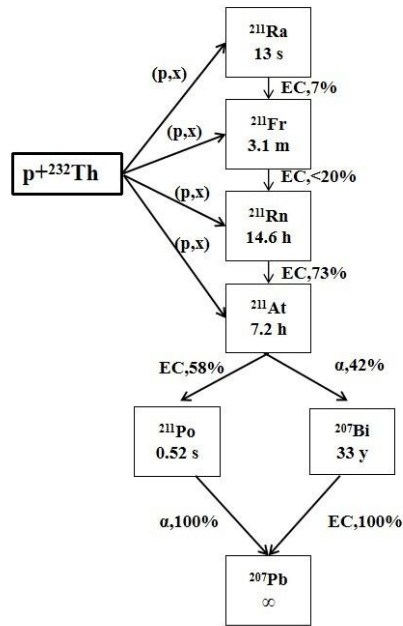 ²¹¹Ra
13 s
EC,7%
(p,x)
²¹¹Fr
3.1 m
(p,x)
p+²³²Th
EC,<20%
(p,x)
²¹¹Rn
14.6 h
(p,x)
EC,73%
²¹¹At
7.2 h
EC,58%
α,42%
²¹¹Po
0.52 s
²⁰⁷Bi
33 y
α,100%
EC,100%
²⁰⁷Pb
∞